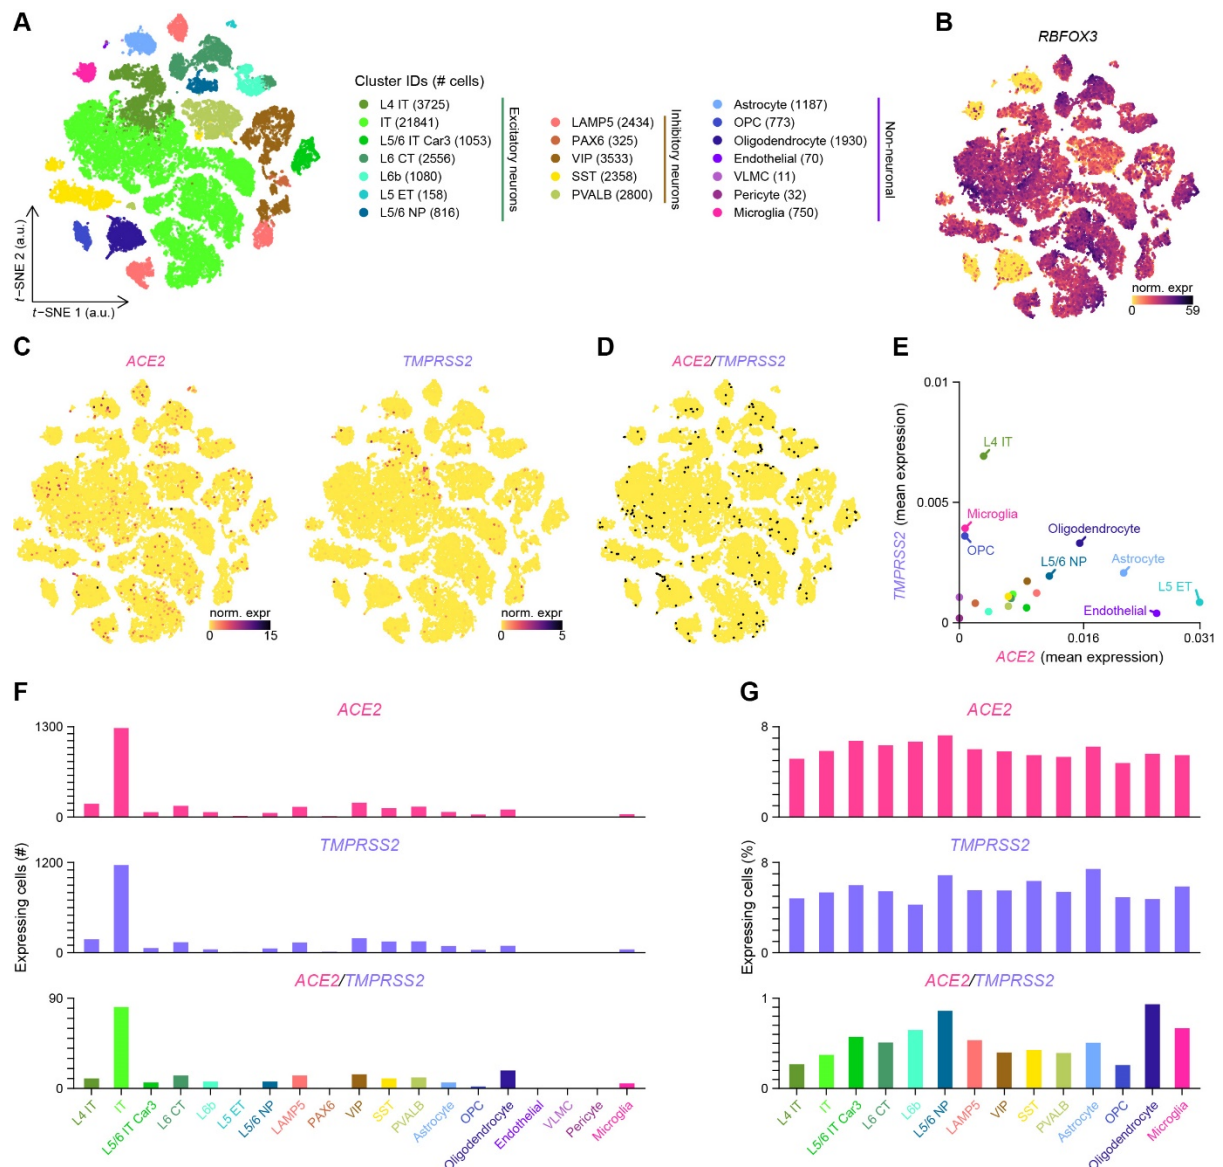 A
Cluster IDs (# cells)
L4 IT (3725)
IT (21841)
L5/6 IT Car3 (1053)
L6 CT (2556)
L6b (1080)
L5 ET (158)
L5/6 NP (816)
Excitatory neurons
LAMP5 (2434)
PAX6 (325)
VIP (3533)
SST (2358)
PVALB (2800)
Inhibitory neurons
Astrocyte (1187)
OPC (773)
Oligodendrocyte (1930)
Endothelial (70)
VLMC (11)
Pericyte (32)
Microglia (750)
Non-neuronal
t-SNE 2 (a.u.)
t-SNE 1 (a.u.)
B
RBFOX3
norm. expr
0 59
C
ACE2
norm. expr
0 15
TMPRSS2
norm. expr
0 5
D
ACE2/TMPRSS2
E
0.01
0.005
0
TMPRSS2 (mean expression)
L4 IT
Microglia
OPC
Oligodendrocyte
L5/6 NP
Astrocyte
L5 ET
Endothelial
0 0.016 0.031
ACE2 (mean expression)
F
ACE2
1300
0
TMPRSS2
1200
0
Expressing cells (#)
ACE2/TMPRSS2
90
0
L4 IT
IT
L5/6 IT Car3
L6 CT
L6b
L5 ET
L5/6 NP
LAMP5
PAX6
VIP
SST
PVALB
Astrocyte
OPC
Oligodendrocyte
Endothelial
VLMC
Pericyte
Microglia
G
ACE2
8
0
TMPRSS2
8
0
Expressing cells (%)
ACE2/TMPRSS2
1
0
L4 IT
IT
L5/6 IT Car3
L6 CT
L6b
L5/6 NP
LAMP5
VIP
SST
PVALB
Astrocyte
OPC
Oligodendrocyte
Microglia